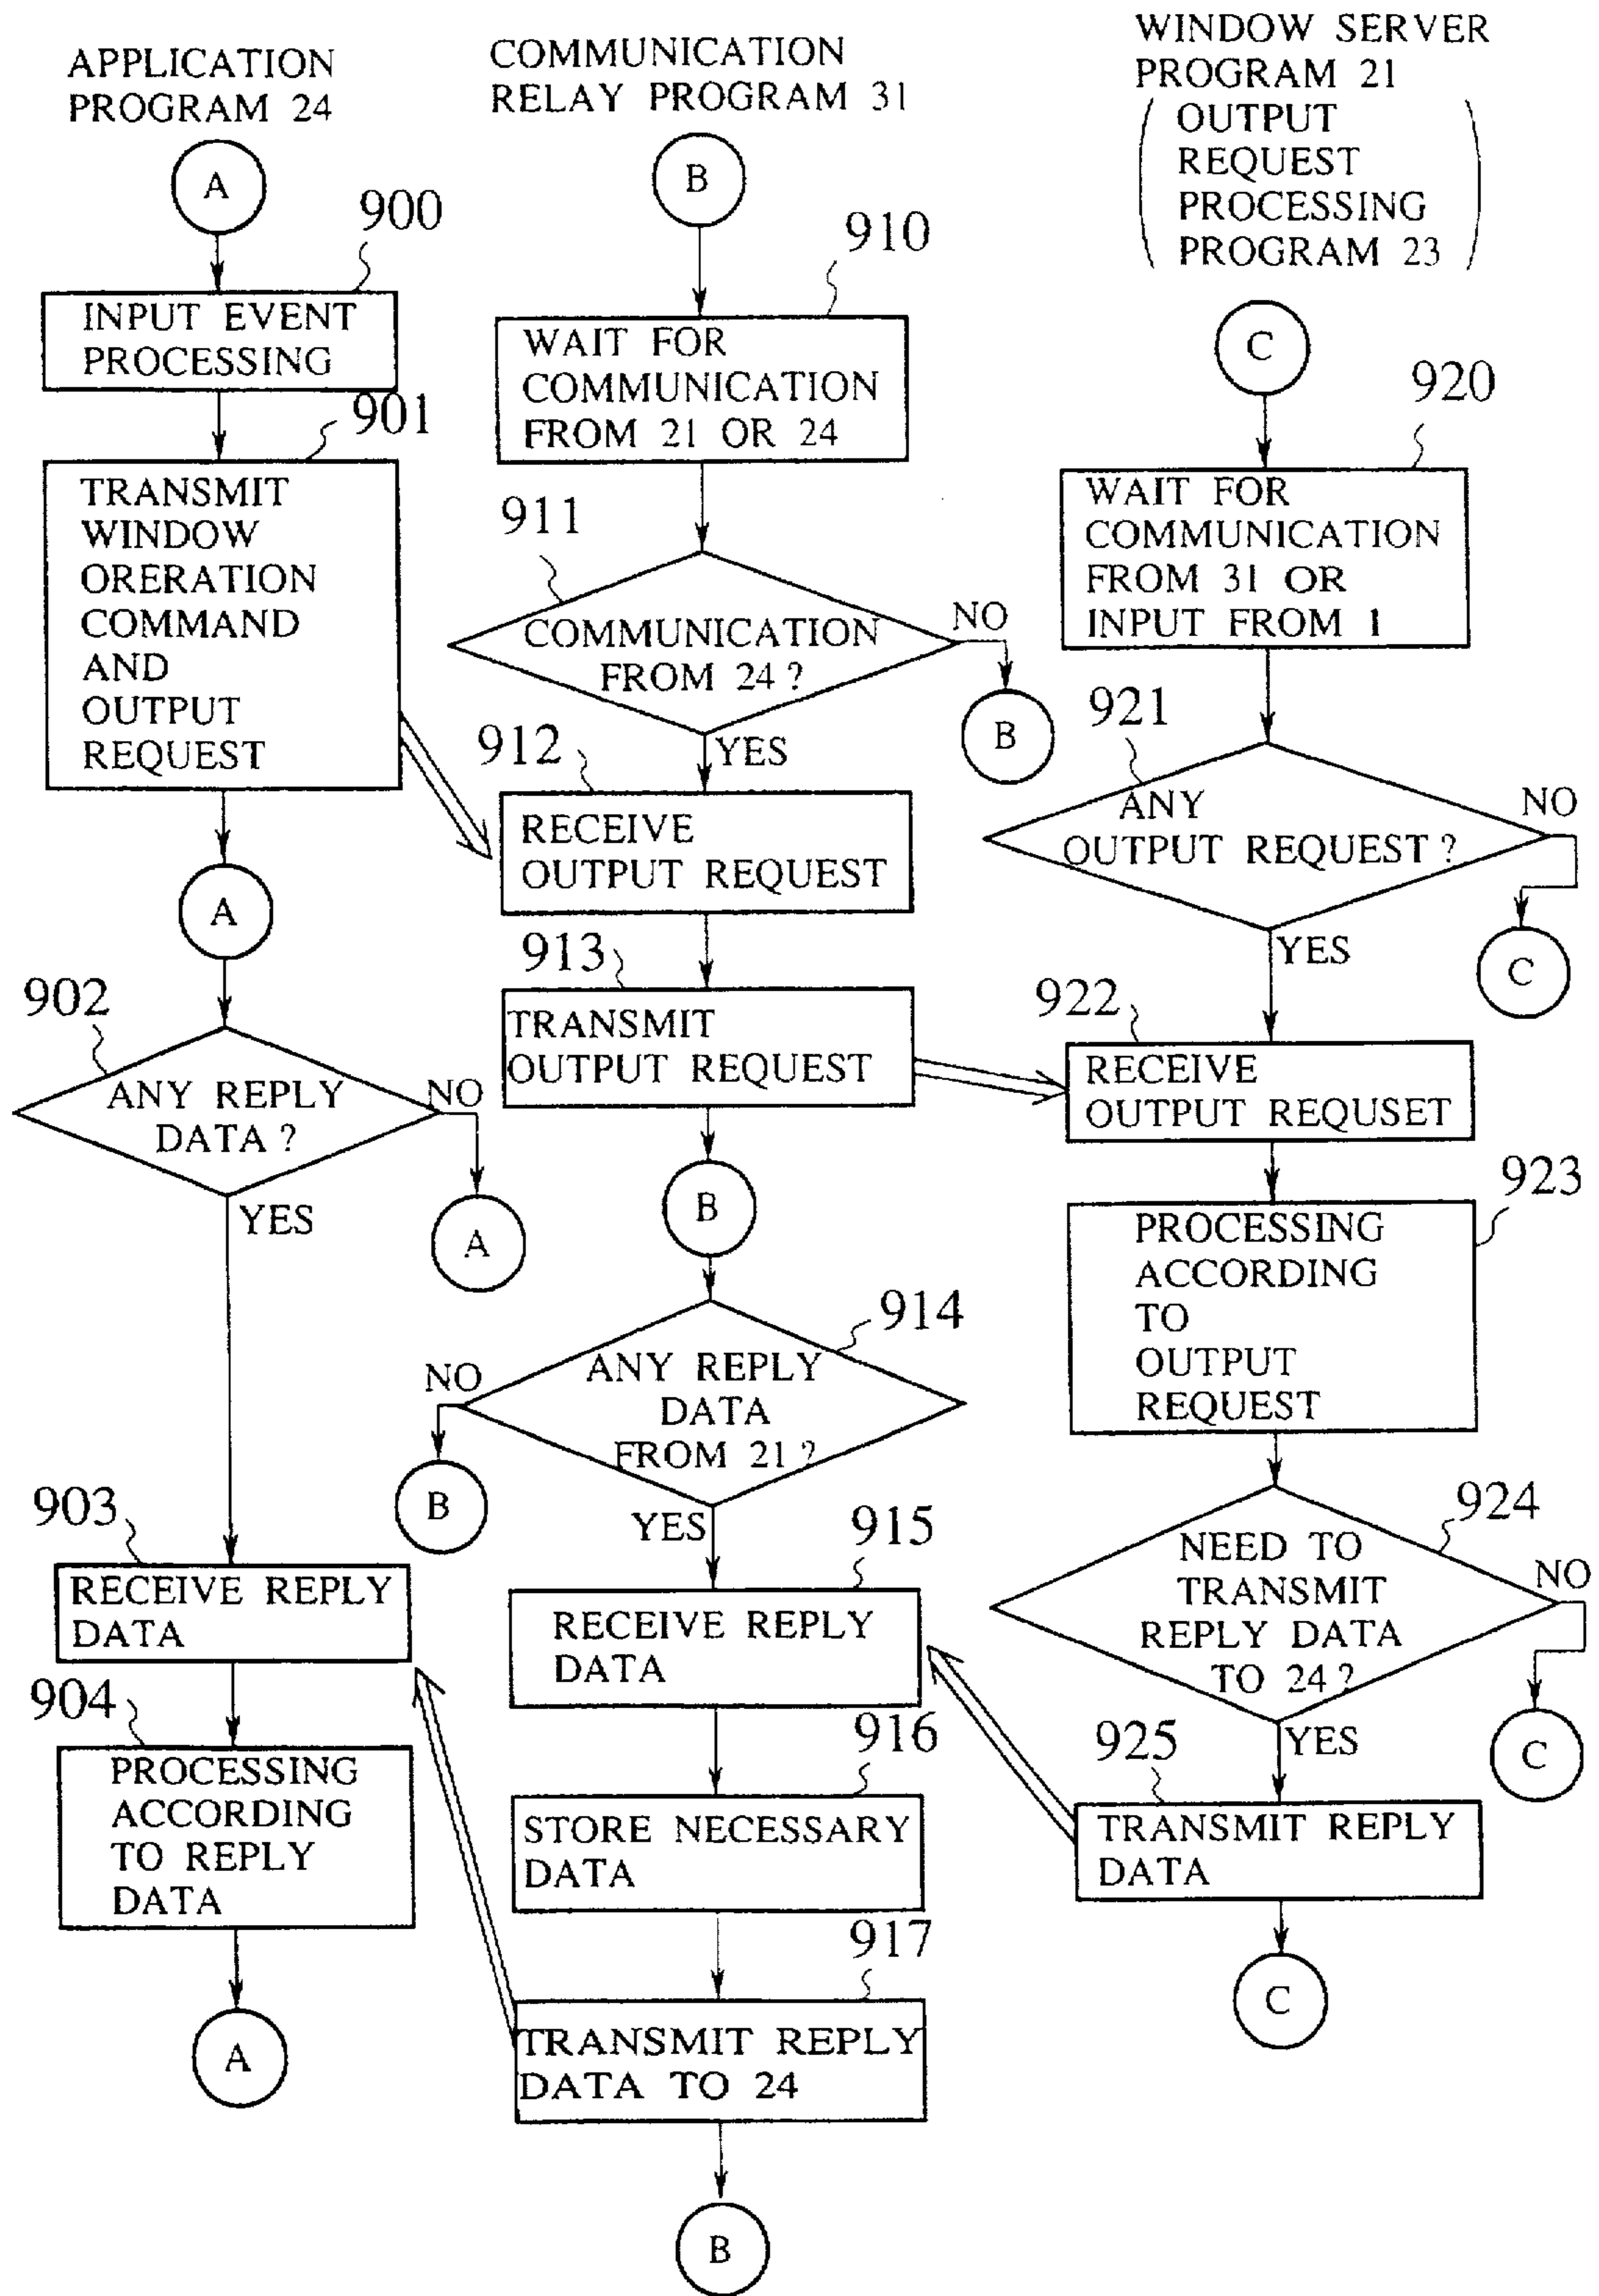 APPLICATION
PROGRAM 24
A
900
INPUT EVENT
PROCESSING
901
TRANSMIT
WINDOW
ORERATION
COMMAND
AND
OUTPUT
REQUEST
A
902
ANY REPLY
DATA?
NO
A
YES
903
RECEIVE REPLY
DATA
904
PROCESSING
ACCORDING
TO REPLY
DATA
A
COMMUNICATION
RELAY PROGRAM 31
B
910
WAIT FOR
COMMUNICATION
FROM 21 OR 24
911
COMMUNICATION
FROM 24?
NO
B
YES
912
RECEIVE
OUTPUT REQUEST
913
TRANSMIT
OUTPUT REQUEST
B
914
ANY REPLY
DATA
FROM 21?
NO
B
YES
915
RECEIVE REPLY
DATA
916
STORE NECESSARY
DATA
917
TRANSMIT REPLY
DATA TO 24
B
WINDOW SERVER
PROGRAM 21
OUTPUT
REQUEST
PROCESSING
PROGRAM 23
C
920
WAIT FOR
COMMUNICATION
FROM 31 OR
INPUT FROM 1
921
ANY
OUTPUT REQUEST?
NO
C
YES
922
RECEIVE
OUTPUT REQUSET
923
PROCESSING
ACCORDING
TO
OUTPUT
REQUEST
924
NEED TO
TRANSMIT
REPLY DATA
TO 24?
NO
C
YES
925
TRANSMIT REPLY
DATA
C